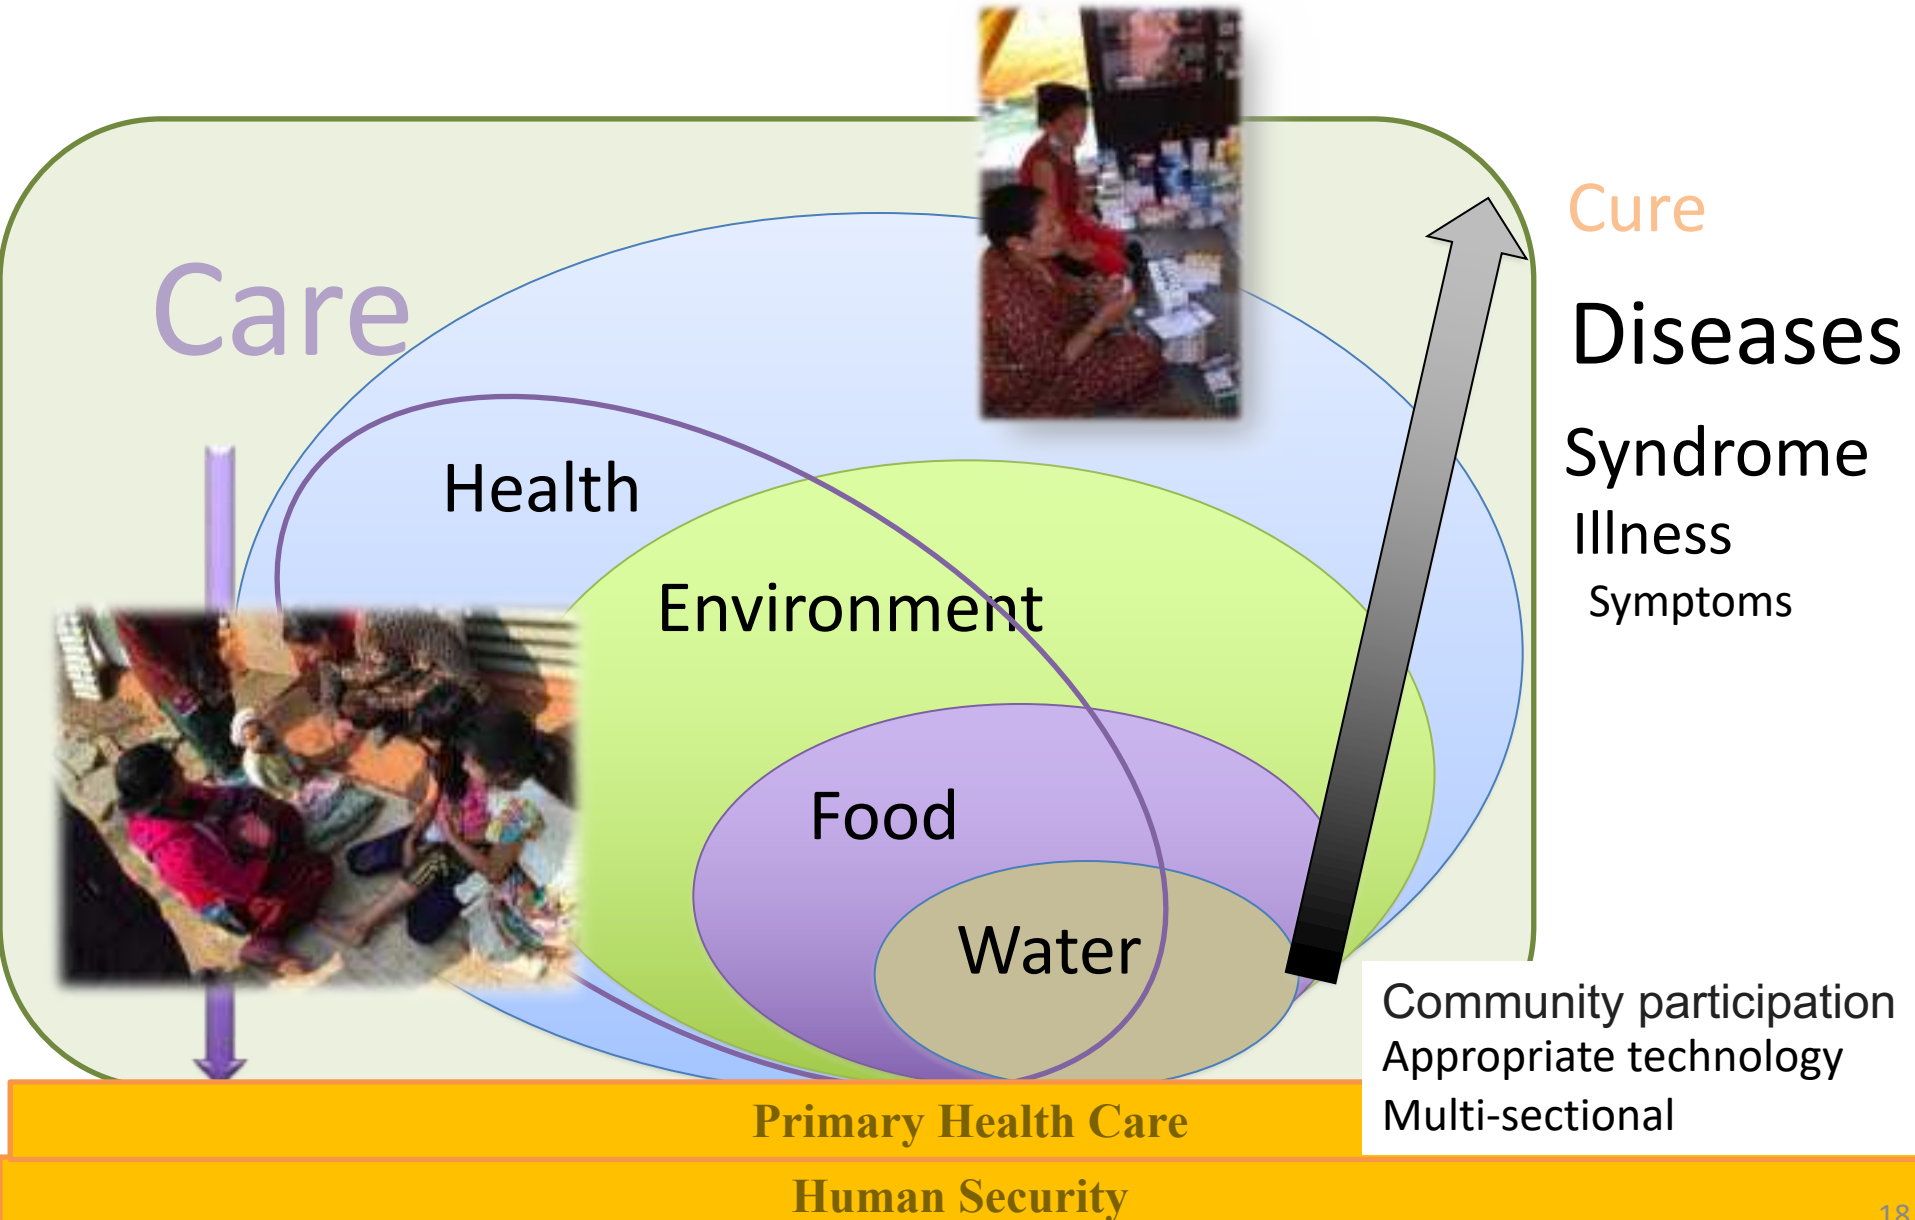 Care
Cure
Diseases
Syndrome
Illness
Symptoms
Health
Environment
Food
Water
Community participation
Appropriate technology
Multi-sectional
Primary Health Care
Human Security
18